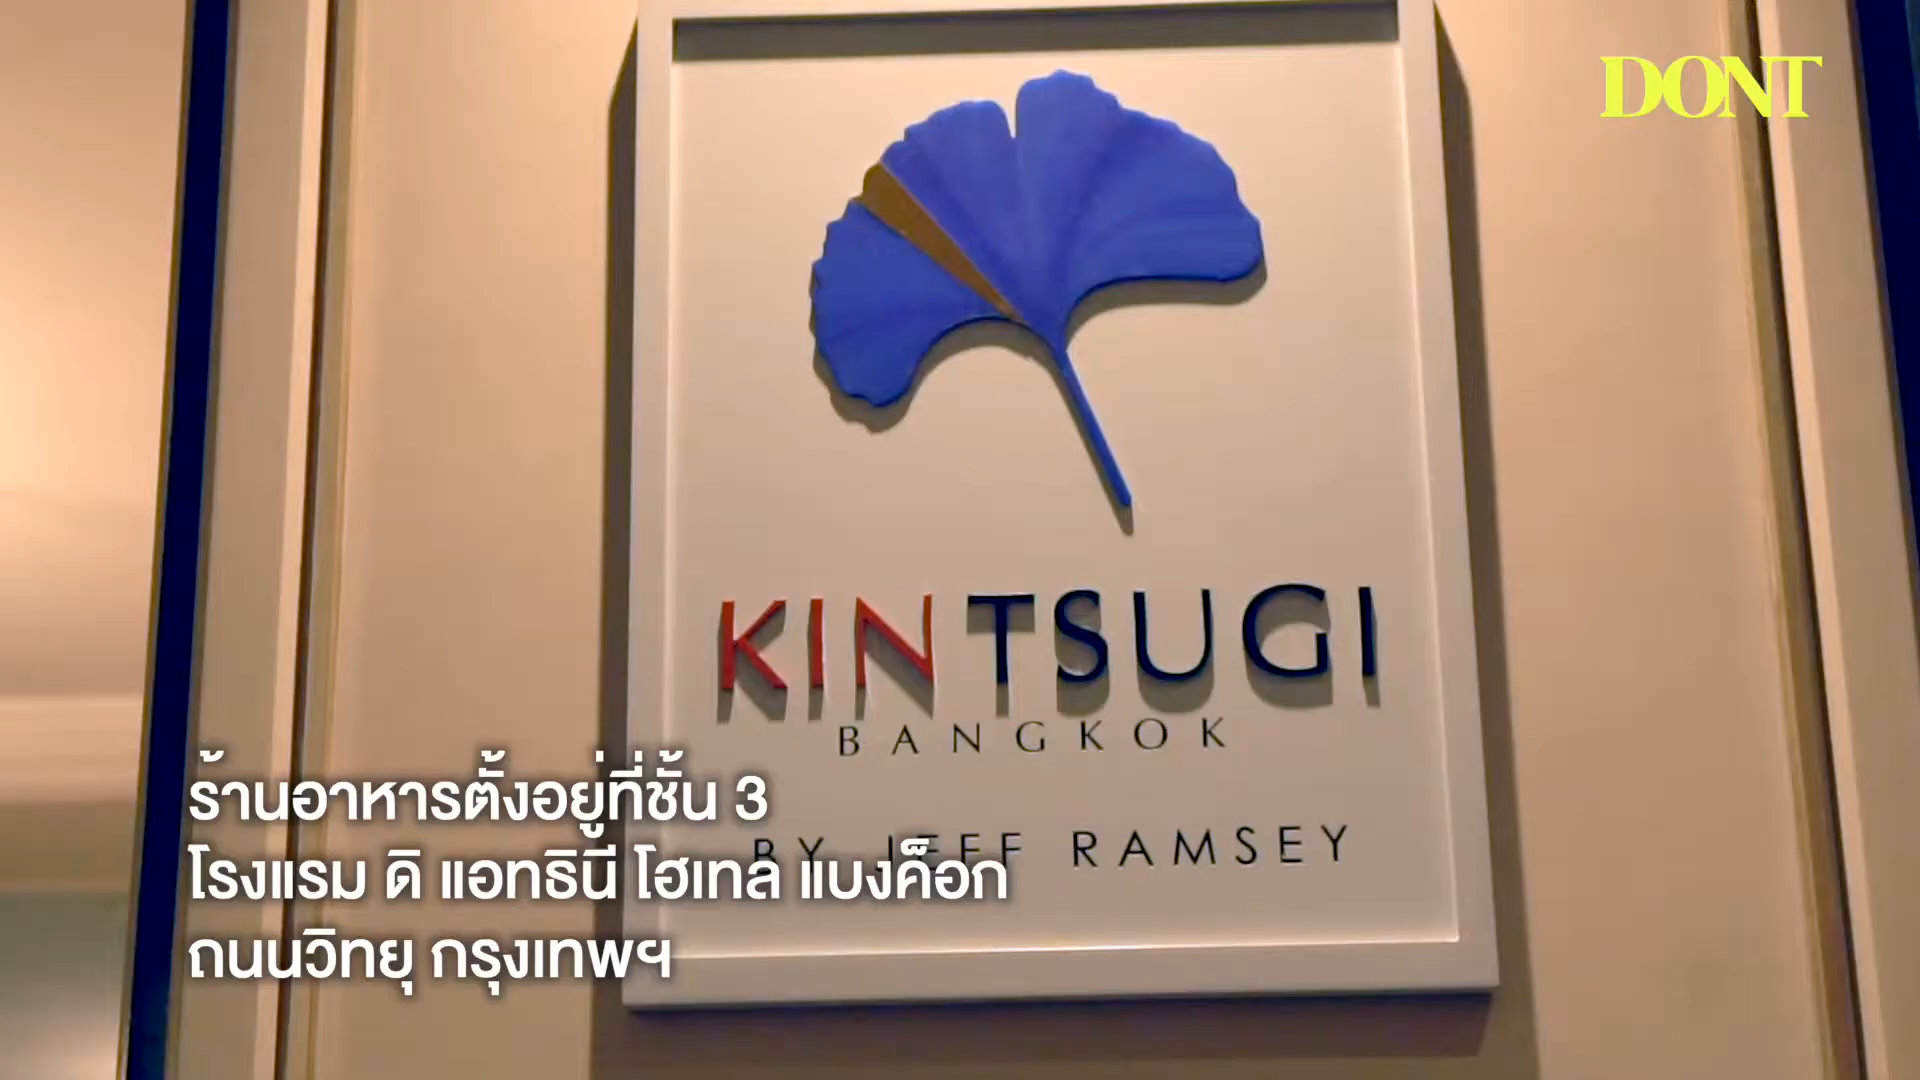 DONT
KINTSUGI
BANGKOK
BY JEFF RAMSEY
ร้านอาหารตั้งอยู่ที่ชั้น 3
โรงแรม ดิ แอทธินี โฮเทล แบงค็อก
ถนนวิทยุ กรุงเทพฯ